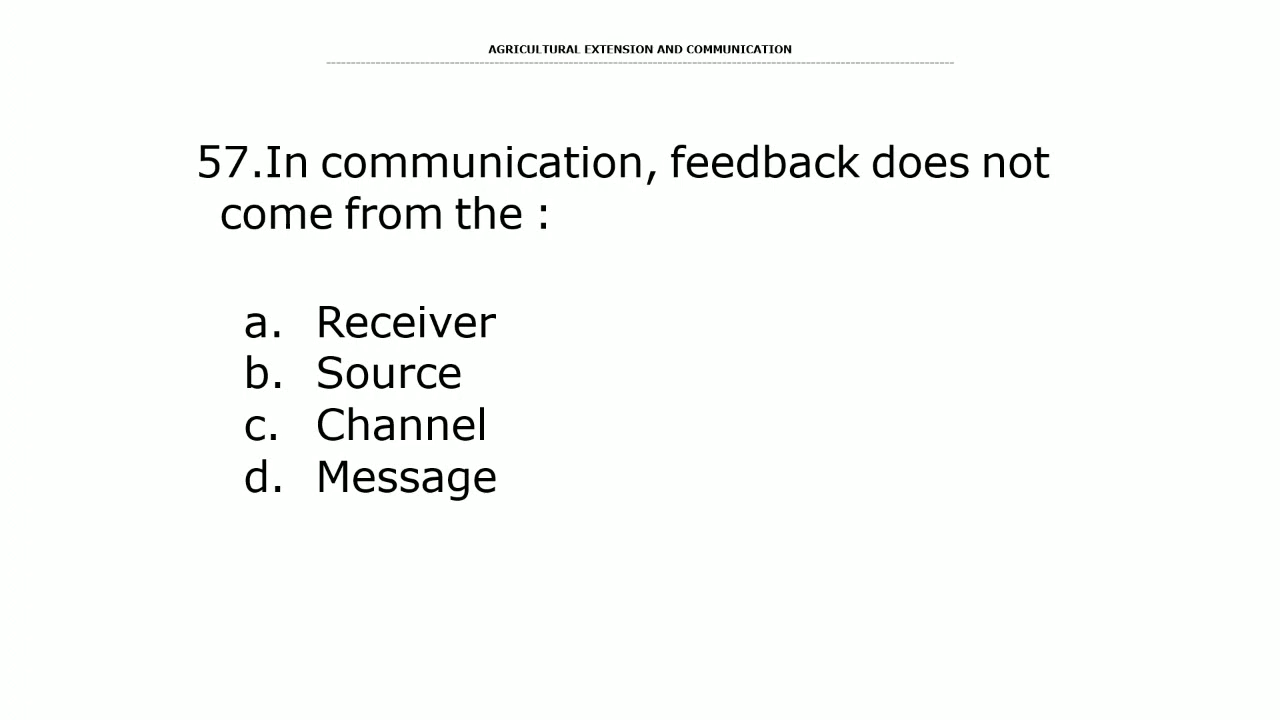 AGRICULTURAL EXTENSION AND COMMUNICATION
57.In communication, feedback does not
come from the :
a. Receiver
b. Source
c. Channel
d. Message